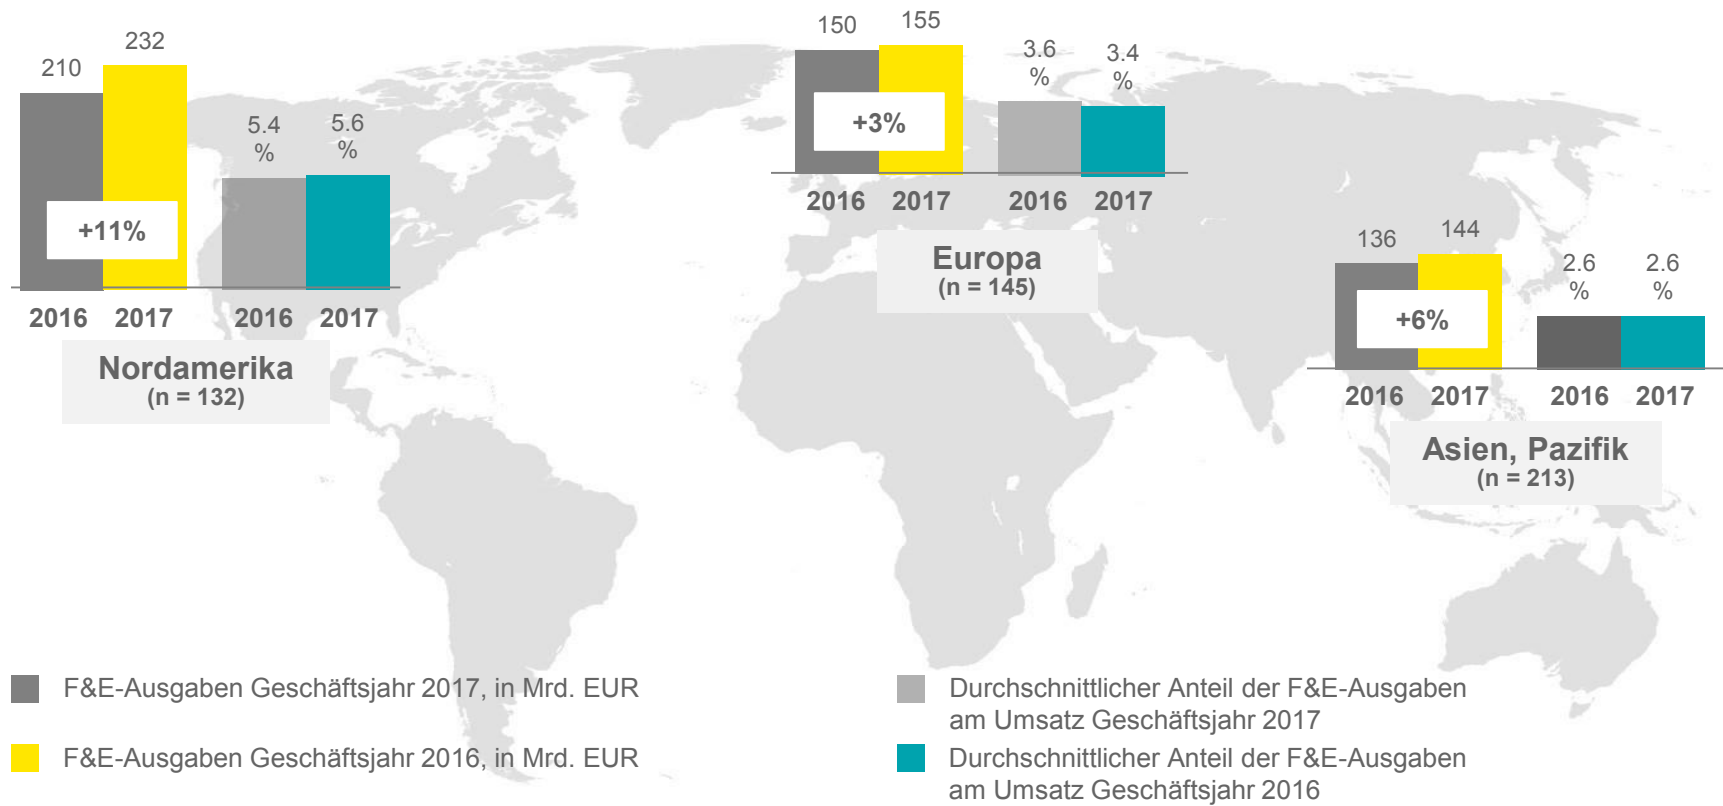 210
232
5.4
%
5.6
%
+11%
2016
2017
2016
2017
Nordamerika
(n = 132)
150
155
3.6
%
3.4
%
+3%
2016
2017
2016
2017
Europa
(n = 145)
136
144
2.6
%
2.6
%
+6%
2016
2017
2016
2017
Asien, Pazifik
(n = 213)
F&E-Ausgaben Geschäftsjahr 2017, in Mrd. EUR
F&E-Ausgaben Geschäftsjahr 2016, in Mrd. EUR
Durchschnittlicher Anteil der F&E-Ausgaben
am Umsatz Geschäftsjahr 2017
Durchschnittlicher Anteil der F&E-Ausgaben
am Umsatz Geschäftsjahr 2016